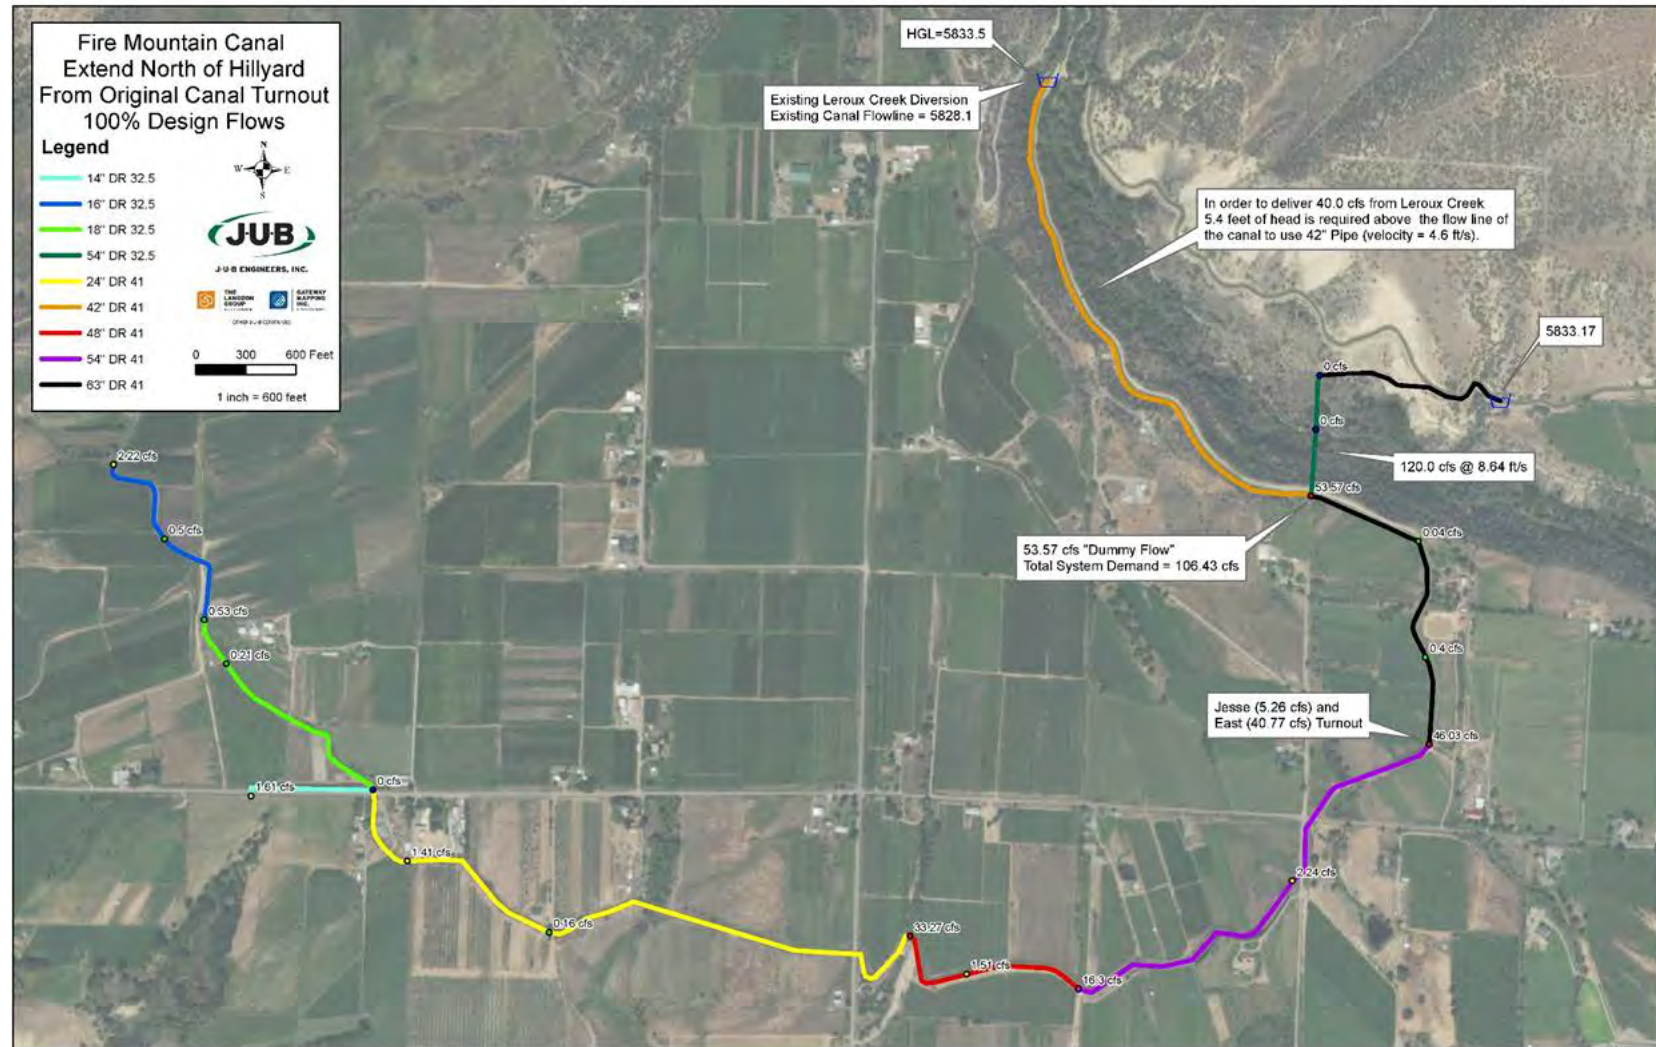 Fire Mountain Canal
Extend North of Hillyard
From Original Canal Turnout
100% Design Flows
Legend
14" DR 32.5
16" DR 32.5
18" DR 32.5
54" DR 32.5
24" DR 41
42" DR 41
48" DR 41
54" DR 41
63" DR 41
N
W E
S
J·U·B
J·U·B ENGINEERS, INC.
THE
LANGDON
GROUP
GATEWAY
MAPPING
INC.
0 300 600 Feet
1 inch = 600 feet
HGL=5833.5
Existing Leroux Creek Diversion
Existing Canal Flowline = 5828.1
In order to deliver 40.0 cfs from Leroux Creek
5.4 feet of head is required above the flow line of
the canal to use 42" Pipe (velocity = 4.6 ft/s).
5833.17
0 cfs
0 cfs
120.0 cfs @ 8.64 ft/s
53.57 cfs
53.57 cfs "Dummy Flow"
Total System Demand = 106.43 cfs
0.04 cfs
0.4 cfs
Jesse (5.26 cfs) and
East (40.77 cfs) Turnout
46.03 cfs
2.24 cfs
16.3 cfs
1.51 cfs
33.27 cfs
0.16 cfs
1.41 cfs
0 cfs
1.61 cfs
0.21 cfs
0.53 cfs
0.5 cfs
2.22 cfs